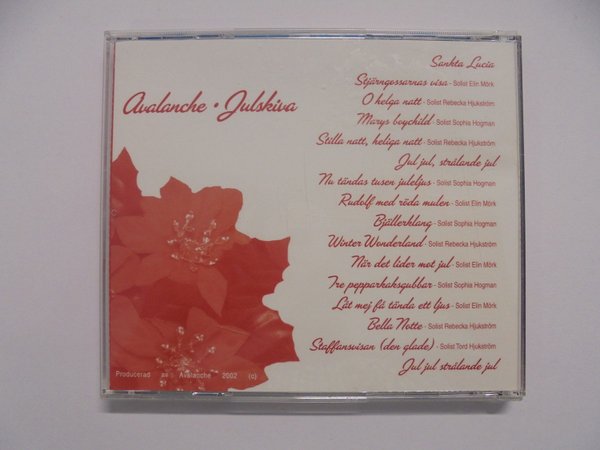 Avalanche • Julskiva
Sankta Lucia
Stjärngossarnas visa - Solist Elin Mörk
O helga natt - Solist Rebecka Hjukström
Marys boychild - Solist Sophia Hogman
Stilla natt, heliga natt - Solist Rebecka Hjukström
Jul jul, strålande jul
Nu tändas tusen juleljus - Solist Sophia Hogman
Rudolf med röda mulen - Solist Elin Mörk
Bjällerklang - Solist Sophia Hogman
Winter Wonderland - Solist Rebecka Hjukström
När det lider mot jul - Solist Elin Mörk
Tre pepparkaksgubbar - Solist Sophia Hogman
Låt mej få tända ett ljus - Solist Elin Mörk
Bella Notte - Solist Rebecka Hjukström
Staffansvisan (den glade) - Solist Tord Hjukström
Jul jul strålande jul
Producerad av Avalanche 2002 (c)